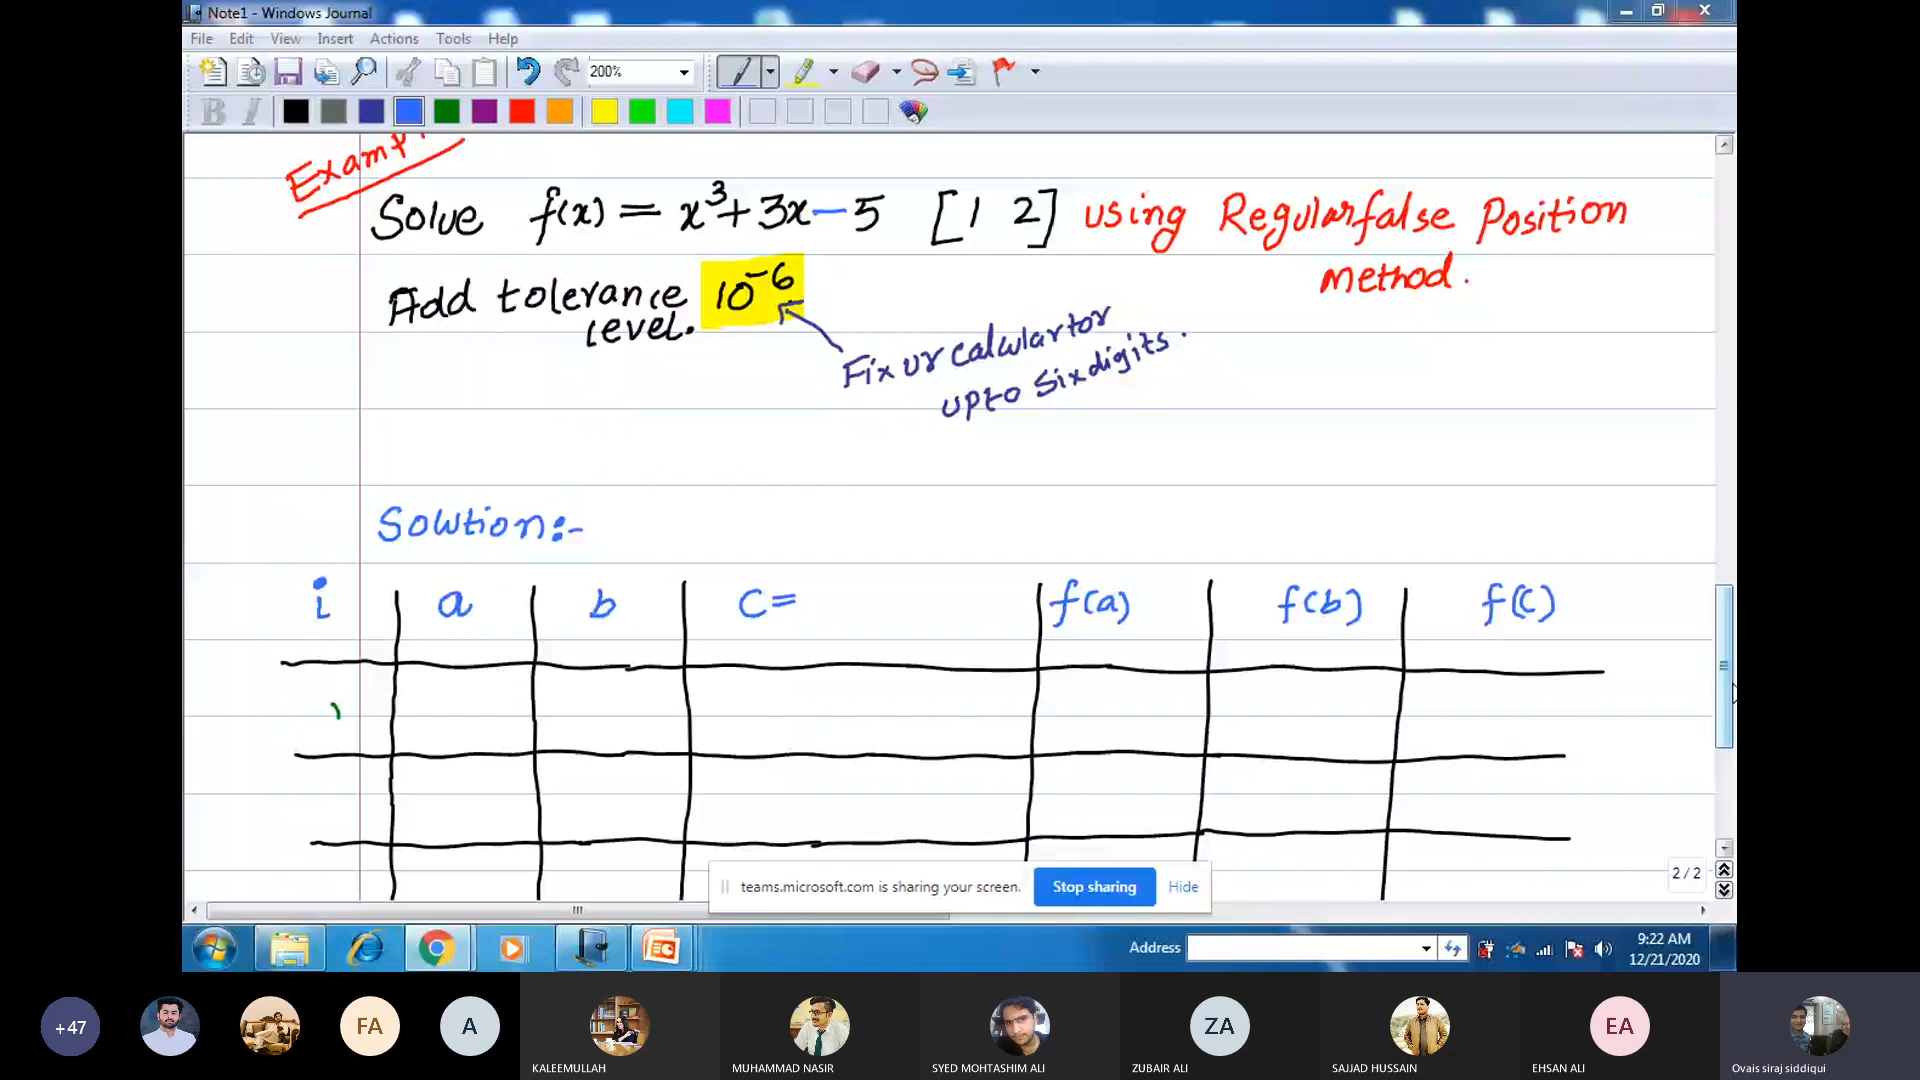 Note1 - Windows Journal
File Edit View Insert Actions Tools Help
200%
B I
Solve f(x) = x³+3x-5 [1 2] using Regularfalse Position
method.
Add tolerance 10⁻⁶
level.
Fix ur calculartor
upto six digits.
Solution:-
i a b C= f(a) f(b) f(c)
teams.microsoft.com is sharing your screen. Stop sharing Hide
2 / 2
Address
9:22 AM
12/21/2020
+47 FA A ZA EA
KALEEMULLAH MUHAMMAD NASIR SYED MOHTASHIM ALI ZUBAIR ALI SAJJAD HUSSAIN EHSAN ALI Ovais siraj siddiqui